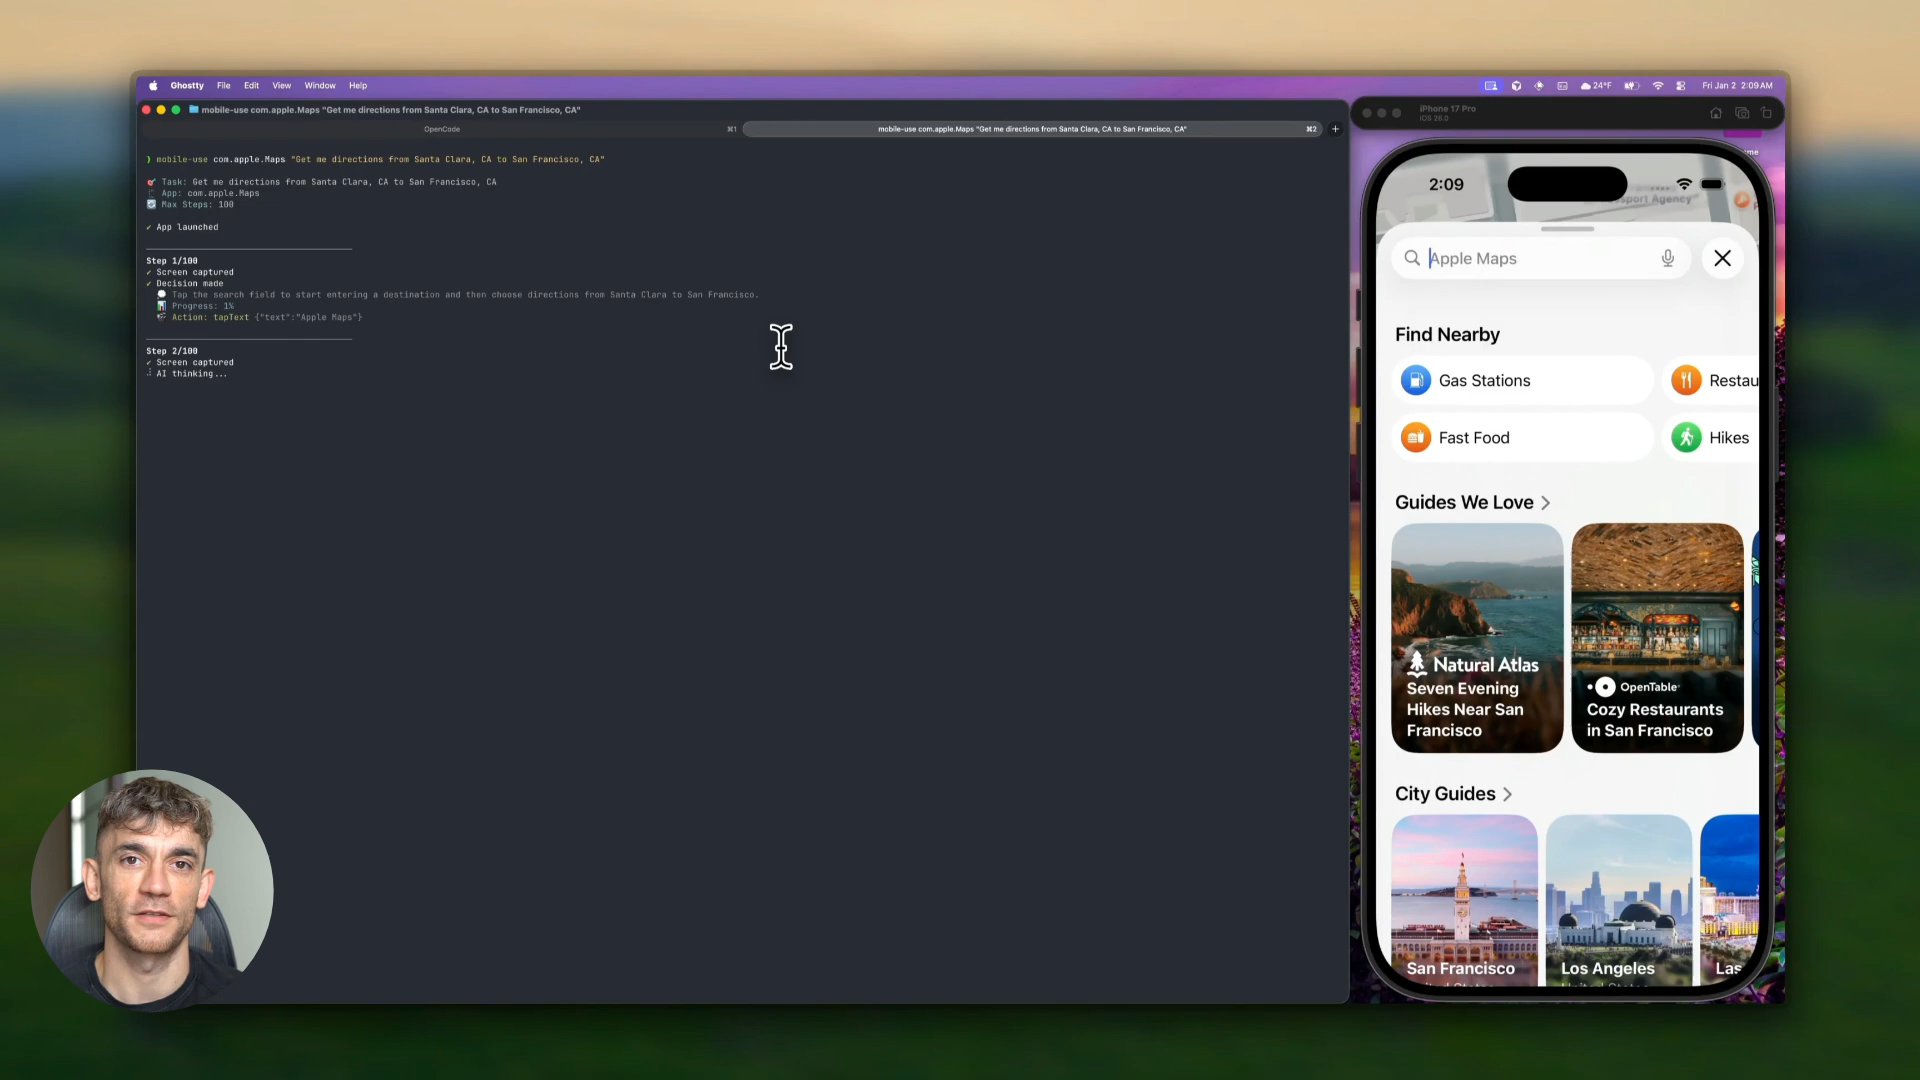 Ghostty File Edit View Window Help
24°F Fri Jan 2 2:09 AM
mobile-use com.apple.Maps "Get me directions from Santa Clara, CA to San Francisco, CA"
OpenCode ⌘1 mobile-use com.apple.Maps "Get me directions from Santa Clara, CA to San Francisco, CA" ⌘2 +
❯ mobile-use com.apple.Maps "Get me directions from Santa Clara, CA to San Francisco, CA"
Task: Get me directions from Santa Clara, CA to San Francisco, CA
App: com.apple.Maps
Max Steps: 100
✓ App launched
Step 1/100
✓ Screen captured
✓ Decision made
Tap the search field to start entering a destination and then choose directions from Santa Clara to San Francisco.
Progress: 1%
Action: tapText {"text":"Apple Maps"}
Step 2/100
✓ Screen captured
AI thinking...
iPhone 17 Pro
iOS 26.0
2:09
sport Agency
Apple Maps
Find Nearby
Gas Stations
Restau
Fast Food
Hikes
Guides We Love
Natural Atlas
Seven Evening
Hikes Near San
Francisco
OpenTable
Cozy Restaurants
in San Francisco
City Guides
San Francisco
Los Angeles
Las